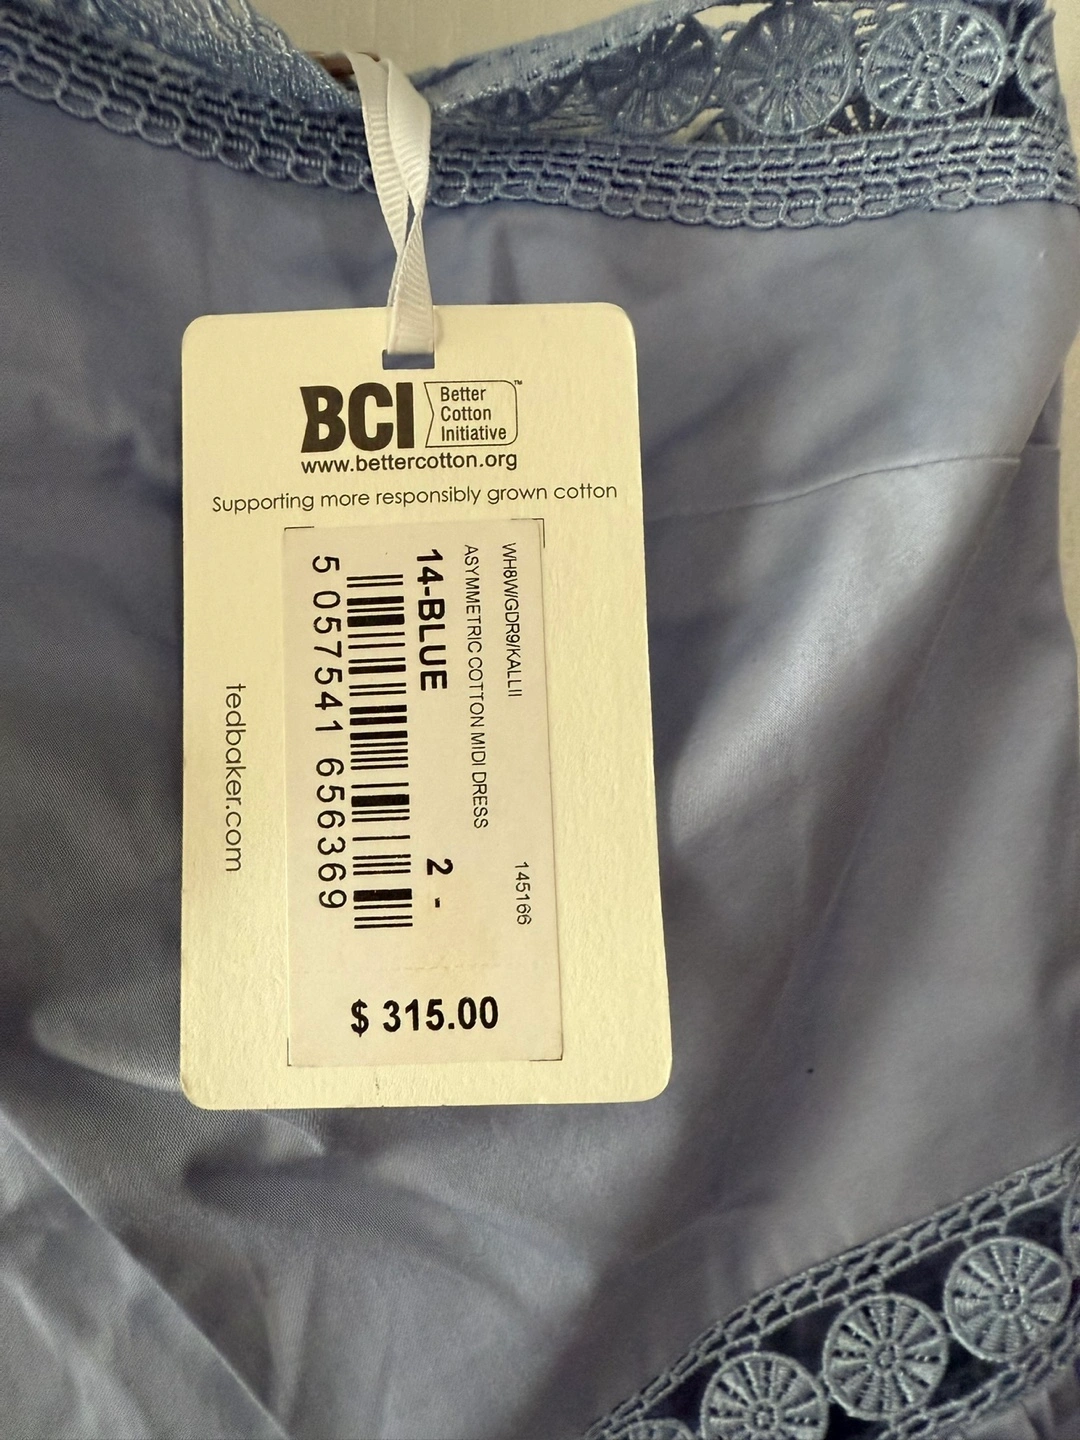 BCI
Better
Cotton
Initiative
™
www.bettercotton.org
Supporting more responsibly grown cotton
WH8W/GDR9/KALLII
145166
ASYMMETRIC COTTON MIDI DRESS
14-BLUE
2 -
5 057541 656369
$ 315.00
tedbaker.com